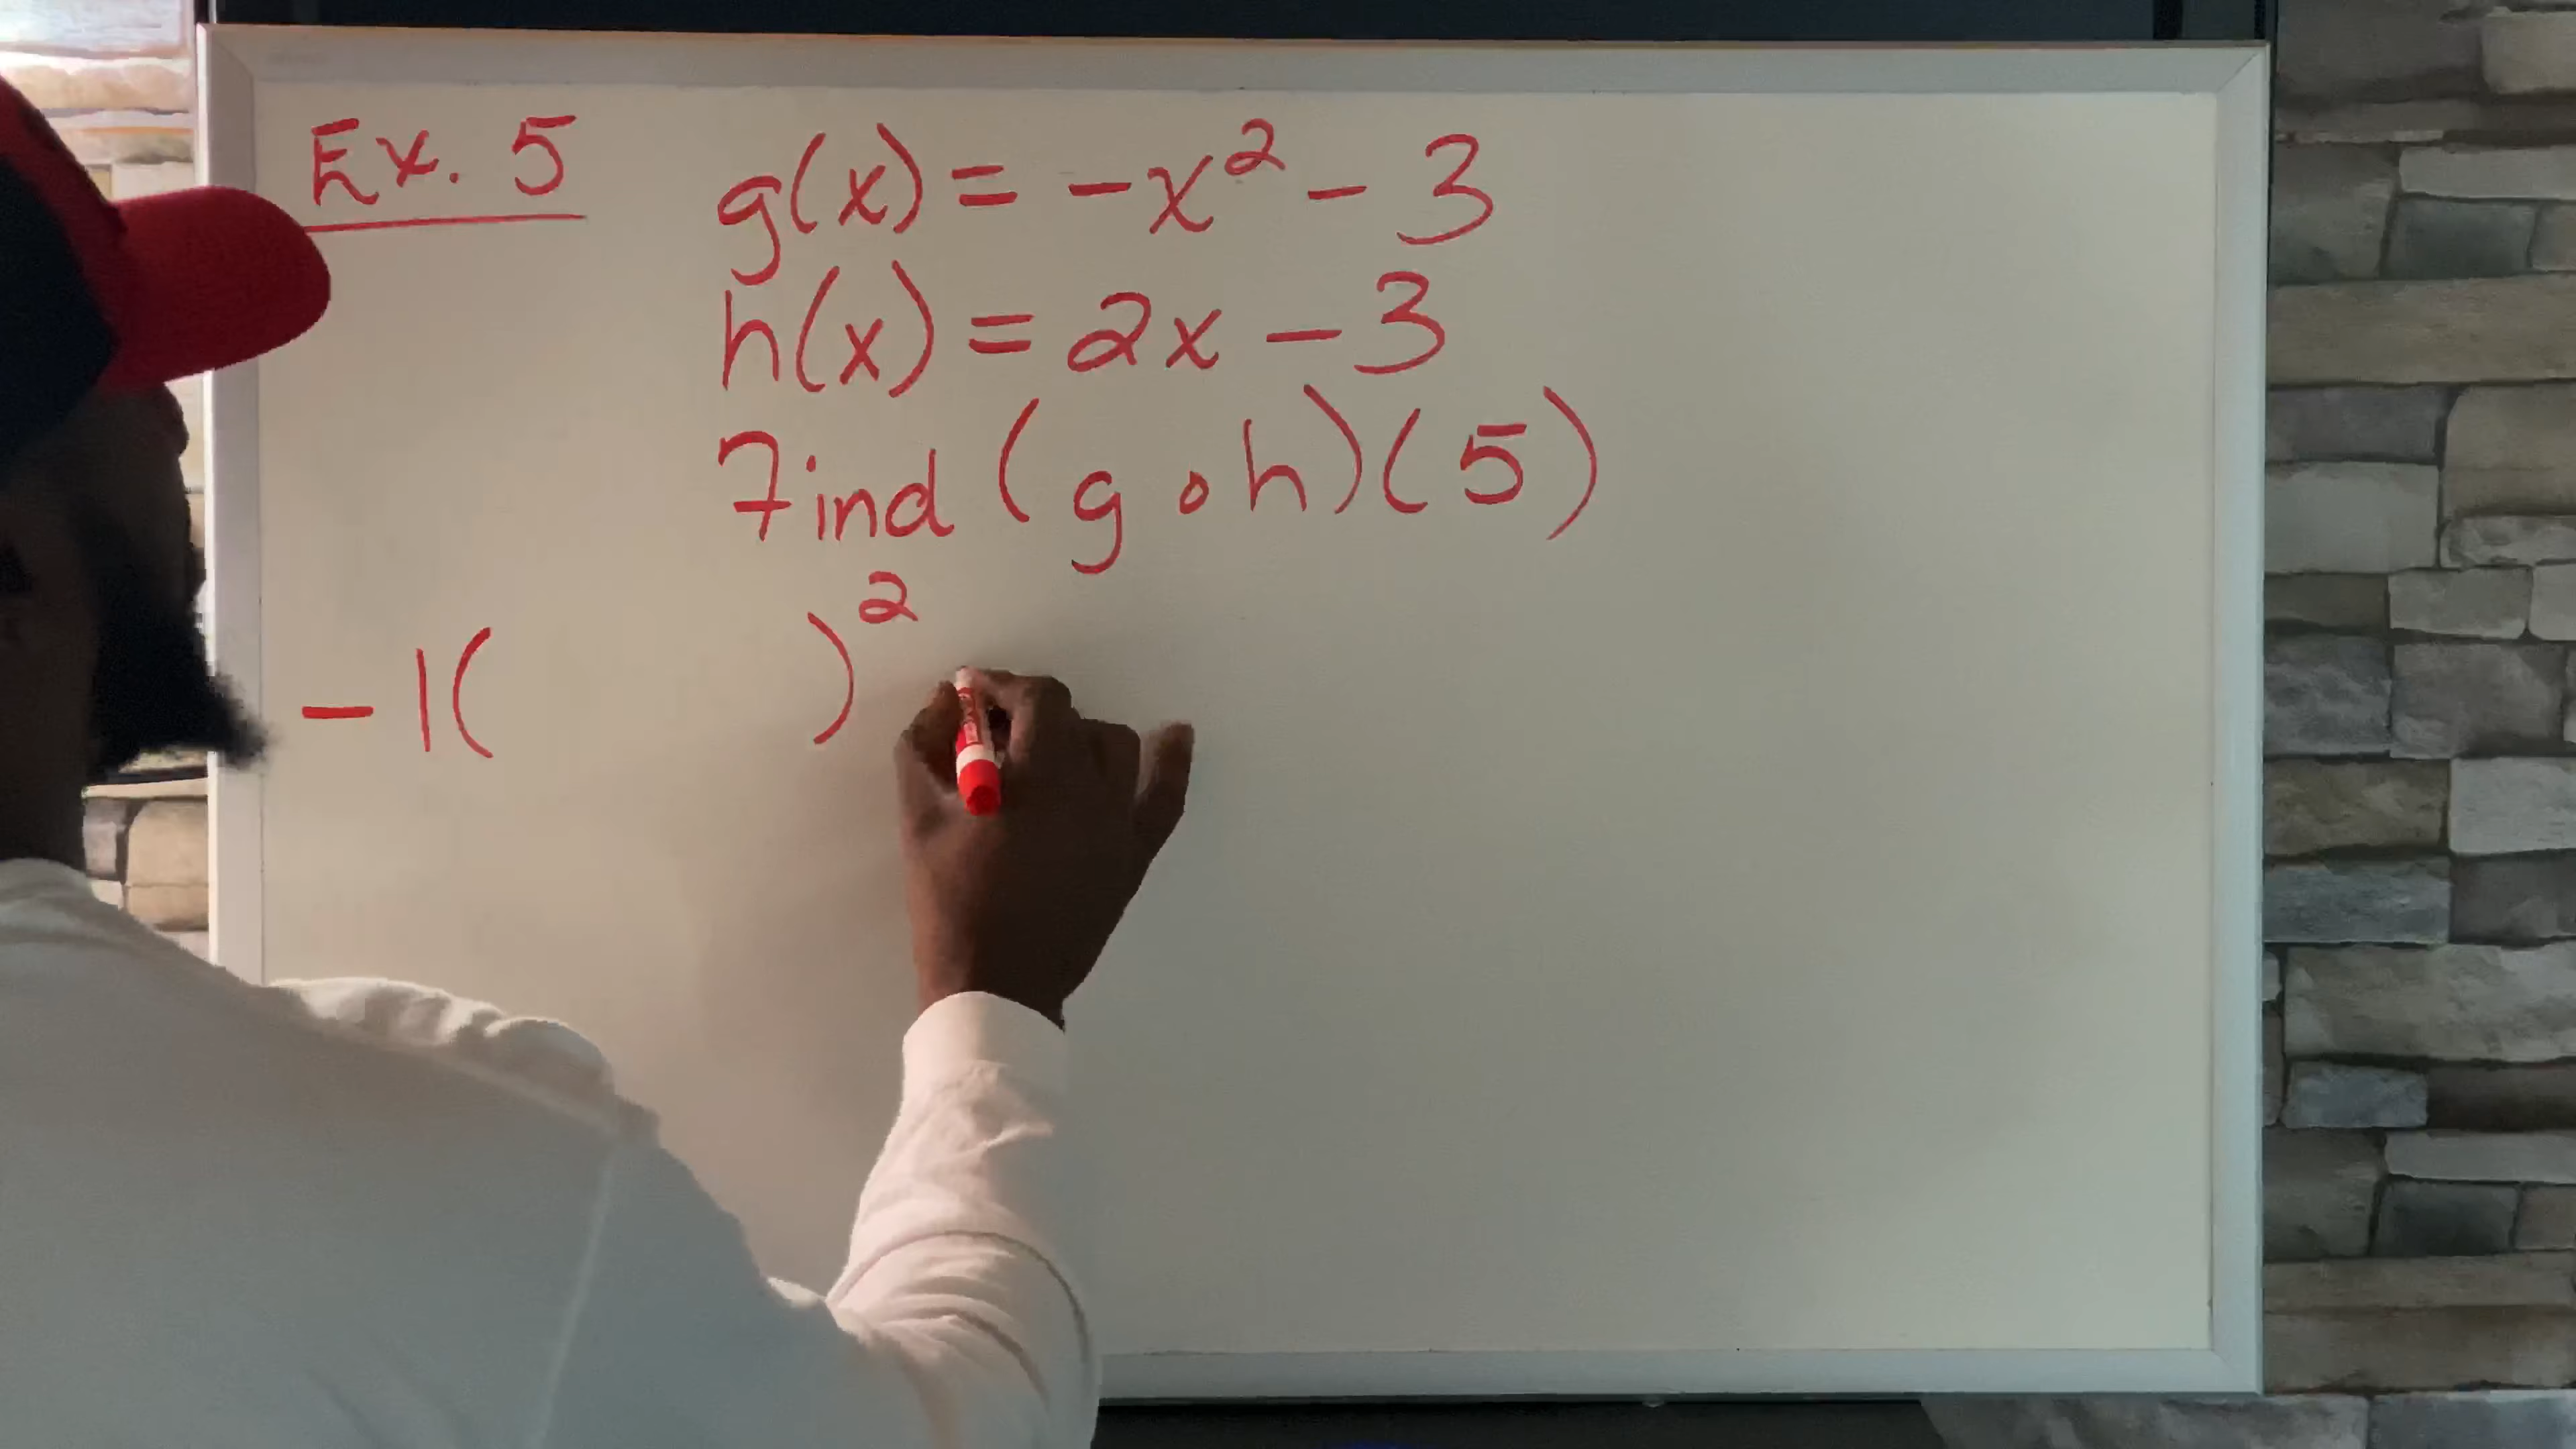 Ex. 5
g(x) = -x² - 3
h(x) = 2x - 3
Find (g ∘ h)(5)
-1(   )²